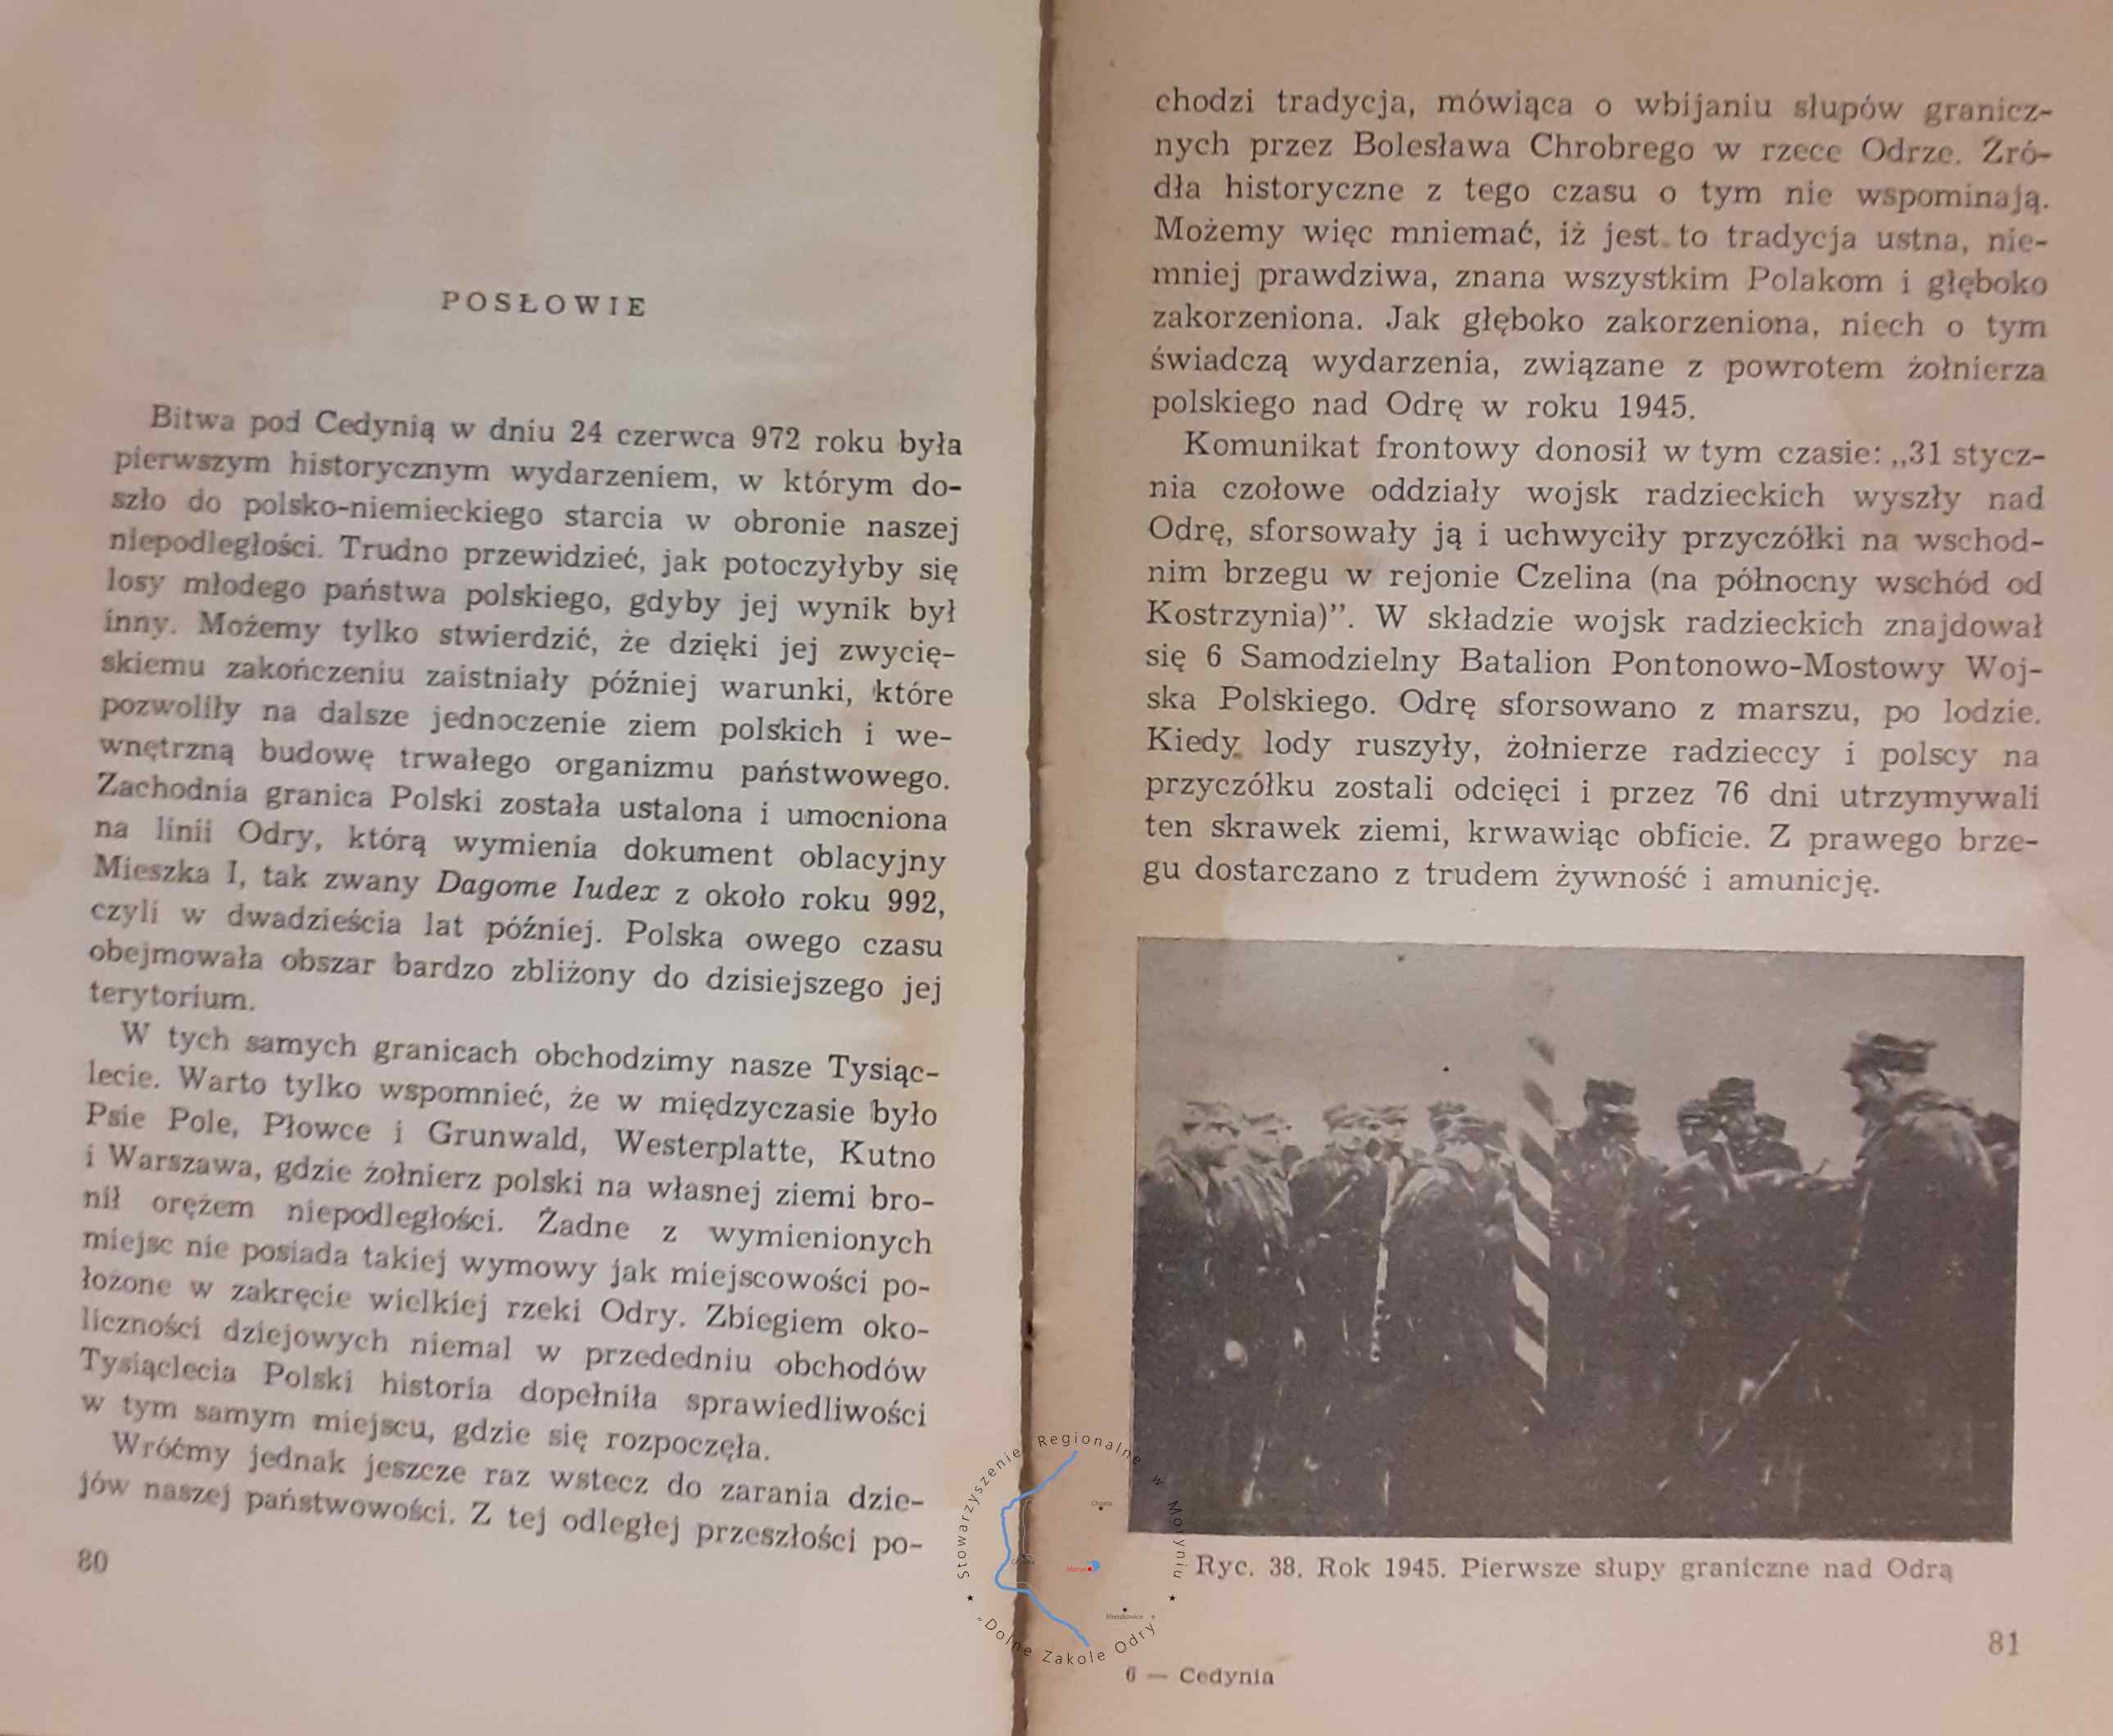 POSŁOWIE
Bitwa pod Cedynią w dniu 24 czerwca 972 roku była
pierwszym historycznym wydarzeniem, w którym do-
szło do polsko-niemieckiego starcia w obronie naszej
niepodległości. Trudno przewidzieć, jak potoczyłyby się
losy młodego państwa polskiego, gdyby jej wynik był
inny. Możemy tylko stwierdzić, że dzięki jej zwycię-
skiemu zakończeniu zaistniały później warunki, które
pozwoliły na dalsze jednoczenie ziem polskich i we-
wnętrzną budowę trwałego organizmu państwowego.
Zachodnia granica Polski została ustalona i umocniona
na linii Odry, którą wymienia dokument oblacyjny
Mieszka I, tak zwany Dagome Iudex z około roku 992,
czyli w dwadzieścia lat później. Polska owego czasu
obejmowała obszar bardzo zbliżony do dzisiejszego jej
terytorium.
W tych samych granicach obchodzimy nasze Tysiąc-
lecie. Warto tylko wspomnieć, że w międzyczasie było
Psie Pole, Płowce i Grunwald, Westerplatte, Kutno
i Warszawa, gdzie żołnierz polski na własnej ziemi bro-
nił orężem niepodległości. Żadne z wymienionych
miejsc nie posiada takiej wymowy jak miejscowości po-
łożone w zakręcie wielkiej rzeki Odry. Zbiegiem oko-
liczności dziejowych niemal w przededniu obchodów
Tysiąclecia Polski historia dopełniła sprawiedliwości
w tym samym miejscu, gdzie się rozpoczęła.
Wróćmy jednak jeszcze raz wstecz do zarania dzie-
jów naszej państwowości. Z tej odległej przeszłości po-
80
chodzi tradycja, mówiąca o wbijaniu słupów granicz-
nych przez Bolesława Chrobrego w rzece Odrze. Źró-
dła historyczne z tego czasu o tym nie wspominają.
Możemy więc mniemać, iż jest to tradycja ustna, nie-
mniej prawdziwa, znana wszystkim Polakom i głęboko
zakorzeniona. Jak głęboko zakorzeniona, niech o tym
świadczą wydarzenia, związane z powrotem żołnierza
polskiego nad Odrę w roku 1945.
Komunikat frontowy donosił w tym czasie: „31 stycz-
nia czołowe oddziały wojsk radzieckich wyszły nad
Odrę, sforsowały ją i uchwyciły przyczółki na wschod-
nim brzegu w rejonie Czelina (na północny wschód od
Kostrzynia)”. W składzie wojsk radzieckich znajdował
się 6 Samodzielny Batalion Pontonowo-Mostowy Woj-
ska Polskiego. Odrę sforsowano z marszu, po lodzie.
Kiedy lody ruszyły, żołnierze radzieccy i polscy na
przyczółku zostali odcięci i przez 76 dni utrzymywali
ten skrawek ziemi, krwawiąc obficie. Z prawego brze-
gu dostarczano z trudem żywność i amunicję.
Ryc. 38. Rok 1945. Pierwsze słupy graniczne nad Odrą
81
6 — Cedynia
Stowarzyszenie Regionalne w Moryniu
"Dolne Zakole Odry"
Chojna
Moryń
Mieszkowice